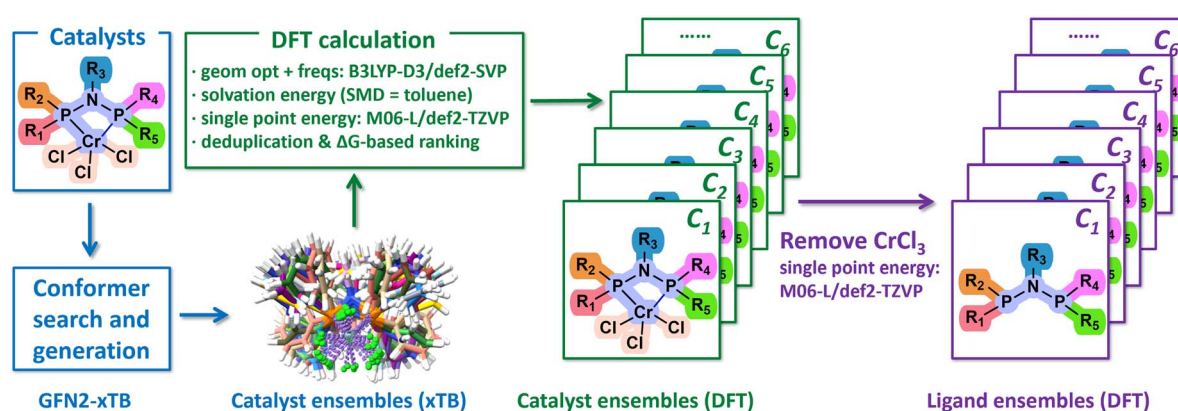 Catalysts
R3
R2
N
R4
P
P
R1
Cr
R5
Cl
Cl
Cl
Conformer
search and
generation
GFN2-xTB
DFT calculation
· geom opt + freqs: B3LYP-D3/def2-SVP
· solvation energy (SMD = toluene)
· single point energy: M06-L/def2-TZVP
· deduplication & ΔG-based ranking
Catalyst ensembles (xTB)
......
C6
C5
C4
C3
C2
C1
R3
R2
N
R4
P
P
R1
Cr
R5
Cl
Cl
Cl
Catalyst ensembles (DFT)
Remove CrCl3
single point energy:
M06-L/def2-TZVP
......
C6
C5
C4
C3
C2
C1
R3
R2
N
R4
P
P
R1
R5
Ligand ensembles (DFT)